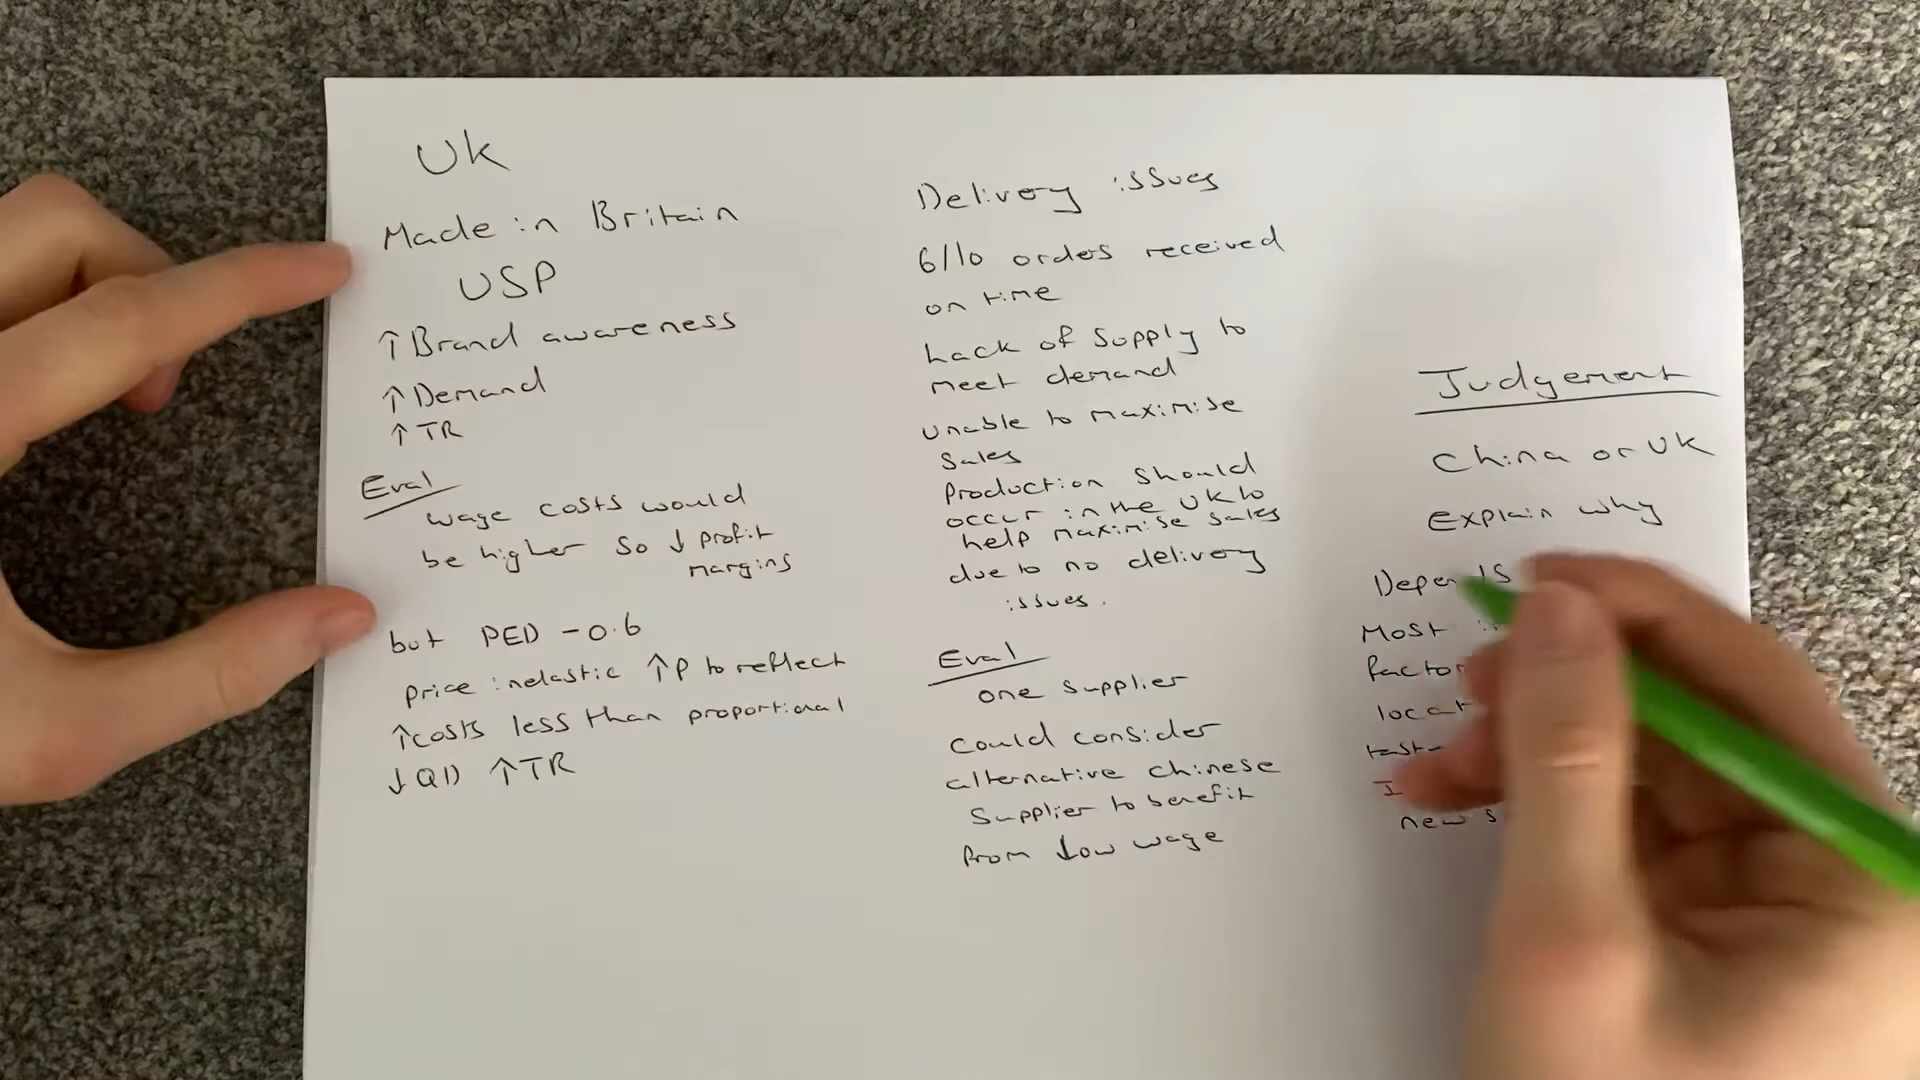 UK
Made in Britain
USP
↑ Brand awareness
↑ Demand
↑ TR
Eval
wage costs would
be higher so ↓ profit
margins
but PED -0.6
price inelastic ↑P to reflect
↑costs less than proportional
↓QD ↑TR
Delivery issues
6/10 orders received
on time
Lack of supply to
meet demand
Unable to maximise
sales
Production should
occur in the UK to
help maximise sales
due to no delivery
issues.
Eval
one supplier
Could consider
alternative Chinese
Supplier to benefit
from ↓ow wage
Judgement
China or UK
Explain why
Depends
Most
factor
new